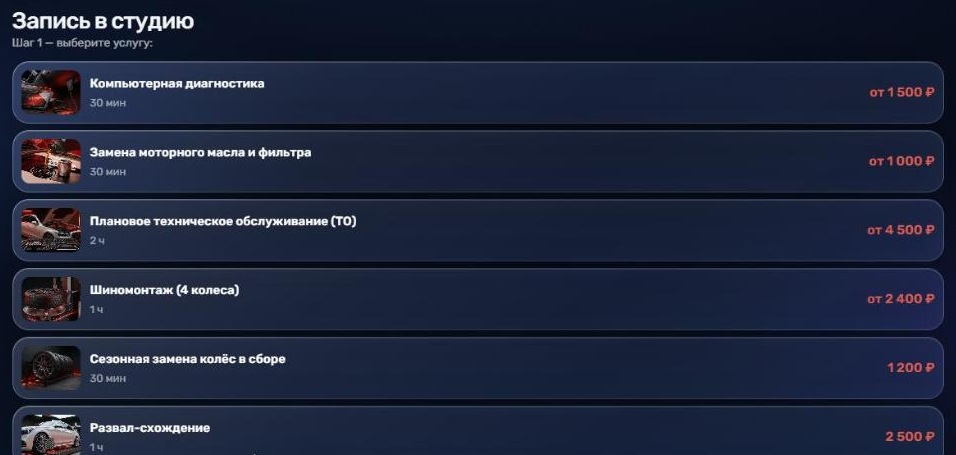 Запись в студию
Шаг 1 — выберите услугу:
Компьютерная диагностика
30 мин
от 1 500 ₽
Замена моторного масла и фильтра
30 мин
от 1 000 ₽
Плановое техническое обслуживание (ТО)
2 ч
от 4 500 ₽
Шиномонтаж (4 колеса)
1 ч
от 2 400 ₽
Сезонная замена колёс в сборе
30 мин
1 200 ₽
Развал-схождение
1 ч
2 500 ₽